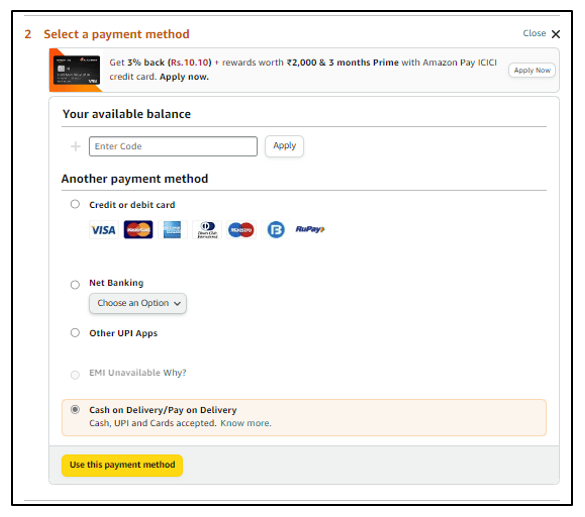 2 Select a payment method Close X
Get 3% back (Rs.10.10) + rewards worth ₹2,000 & 3 months Prime with Amazon Pay ICICI
credit card. Apply now.
Apply Now
Your available balance
+ Enter Code Apply
Another payment method
Credit or debit card
VISA MasterCard Maestro RuPay
Net Banking
Choose an Option
Other UPI Apps
EMI Unavailable Why?
Cash on Delivery/Pay on Delivery
Cash, UPI and Cards accepted. Know more.
Use this payment method